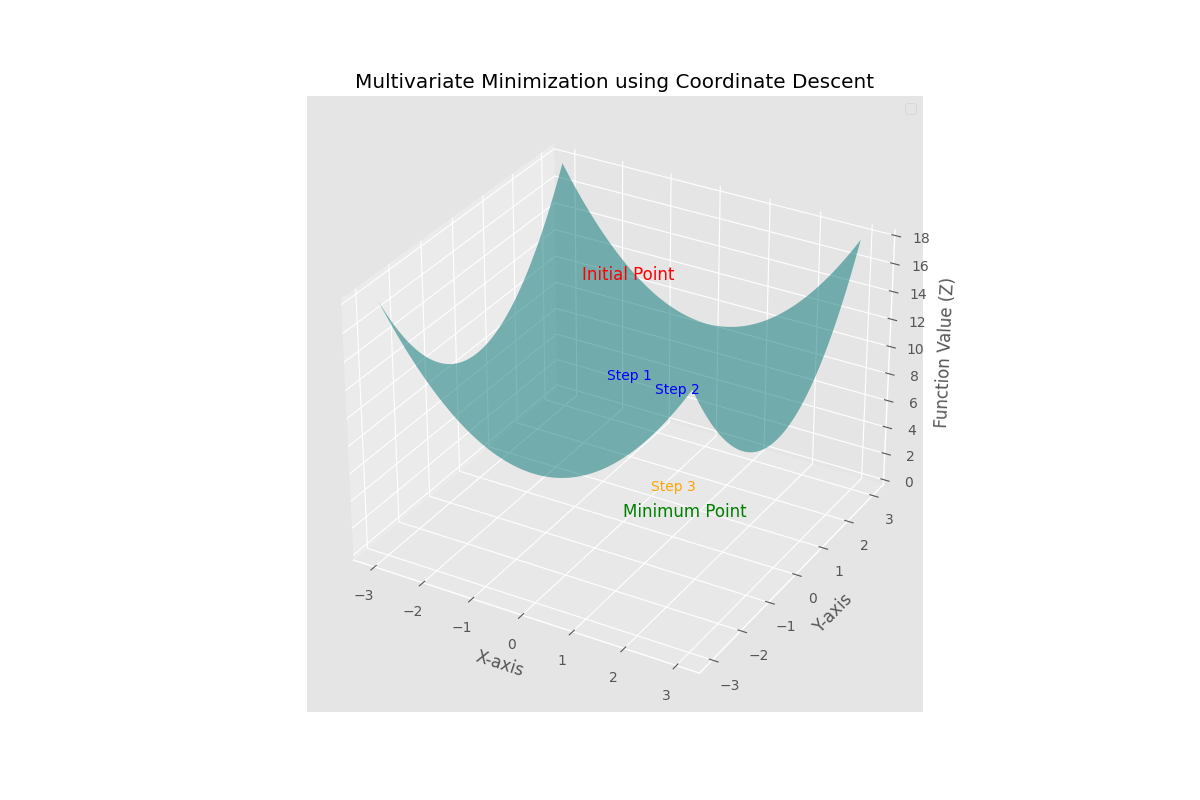 Multivariate Minimization using Coordinate Descent
Initial Point
Step 1
Step 2
Step 3
Minimum Point
18
16
14
12
10
8
6
4
2
0
Function Value (Z)
3
2
1
0
−1
−2
−3
Y-axis
−3
−2
−1
0
1
2
3
X-axis